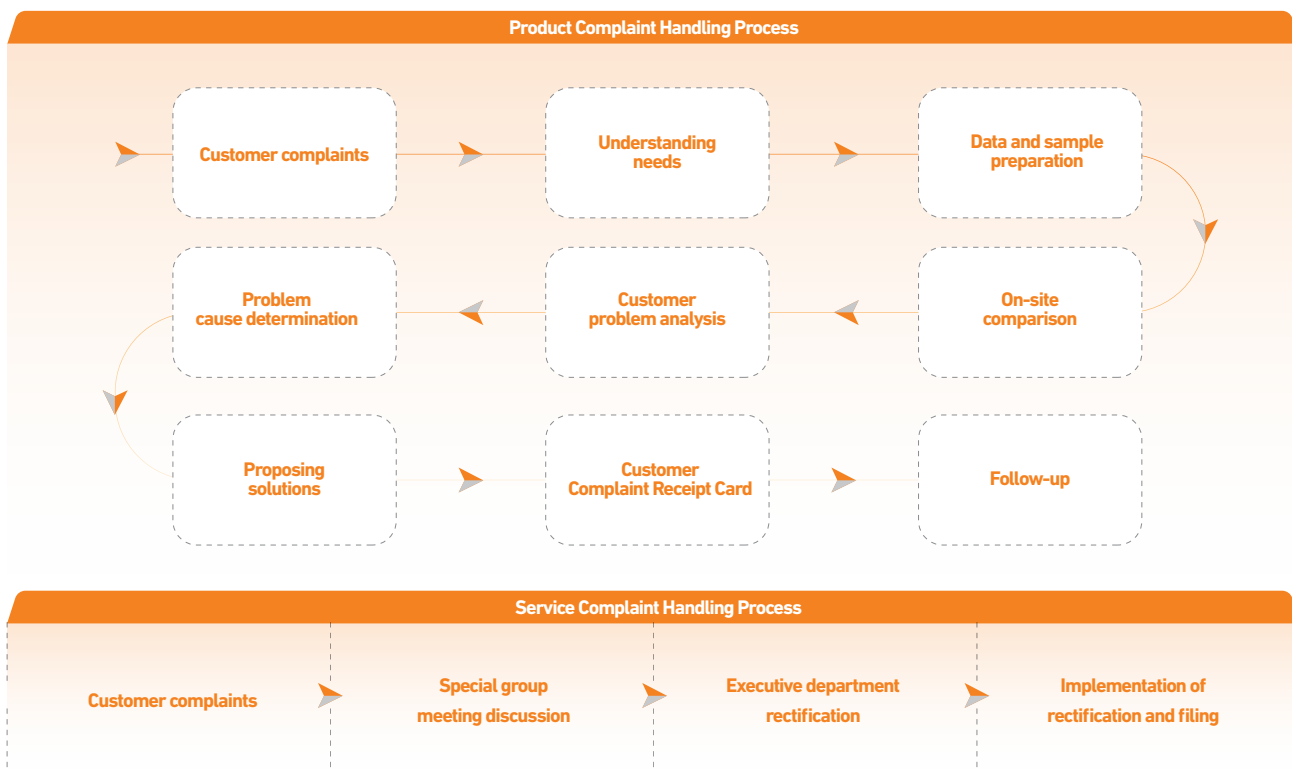 Product Complaint Handling Process
Customer complaints
Understanding
needs
Data and sample
preparation
On-site
comparison
Customer
problem analysis
Problem
cause determination
Proposing
solutions
Customer
Complaint Receipt Card
Follow-up
Service Complaint Handling Process
Customer complaints
Special group
meeting discussion
Executive department
rectification
Implementation of
rectification and filing